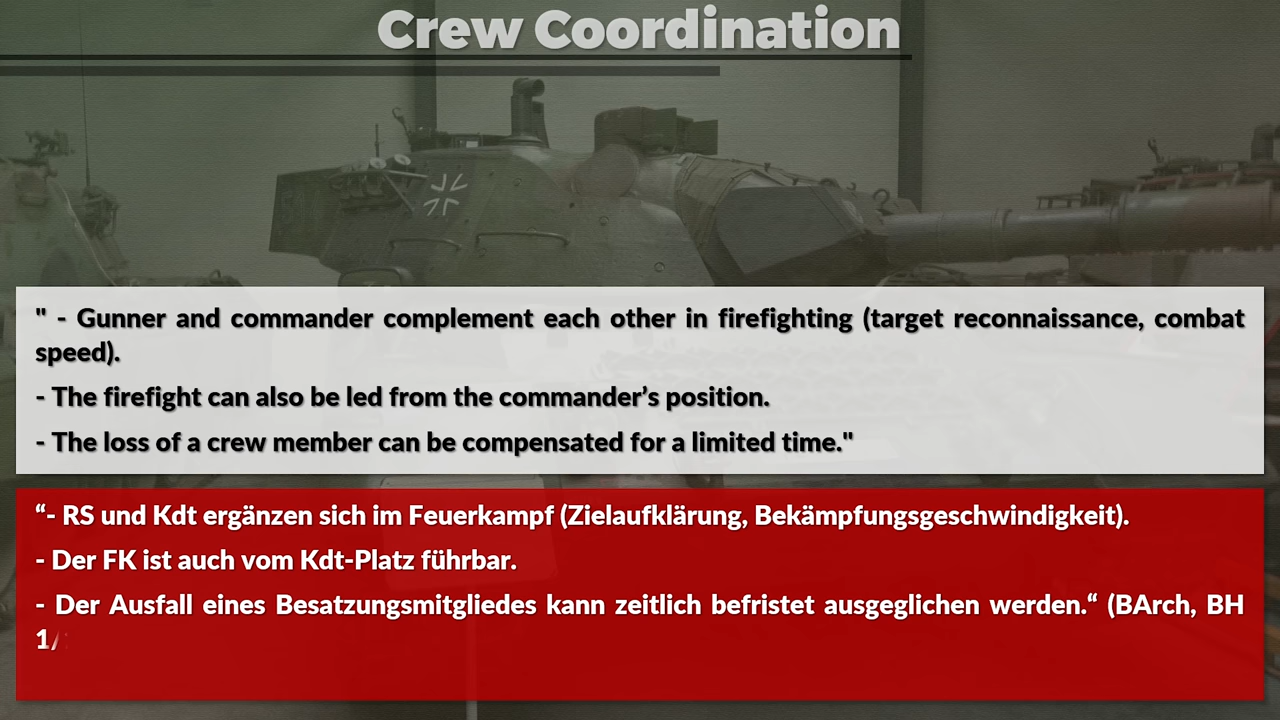 Crew Coordination
" - Gunner and commander complement each other in firefighting (target reconnaissance, combat
speed).
- The firefight can also be led from the commander’s position.
- The loss of a crew member can be compensated for a limited time."
“- RS und Kdt ergänzen sich im Feuerkampf (Zielaufklärung, Bekämpfungsgeschwindigkeit).
- Der FK ist auch vom Kdt-Platz führbar.
- Der Ausfall eines Besatzungsmitgliedes kann zeitlich befristet ausgeglichen werden.“ (BArch, BH
1/